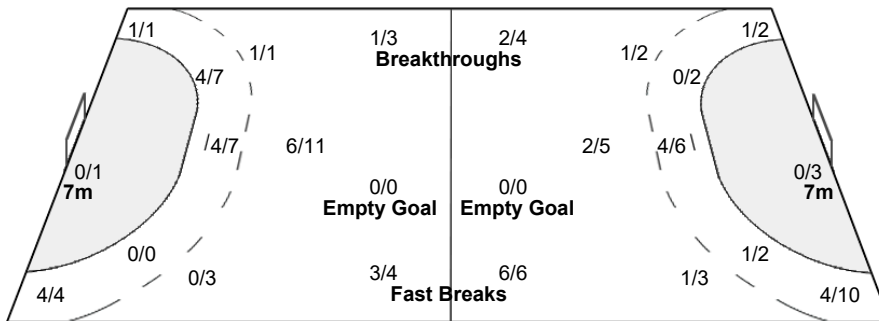 1/1 1/3 2/4 1/2
1/1 Breakthroughs 1/2
4/7 0/2
4/7 6/11 2/5 4/6
0/1 0/3
7m 0/0 0/0 7m
Empty Goal Empty Goal
0/0 1/2
0/3 3/4 6/6 1/3
4/4 Fast Breaks 4/10